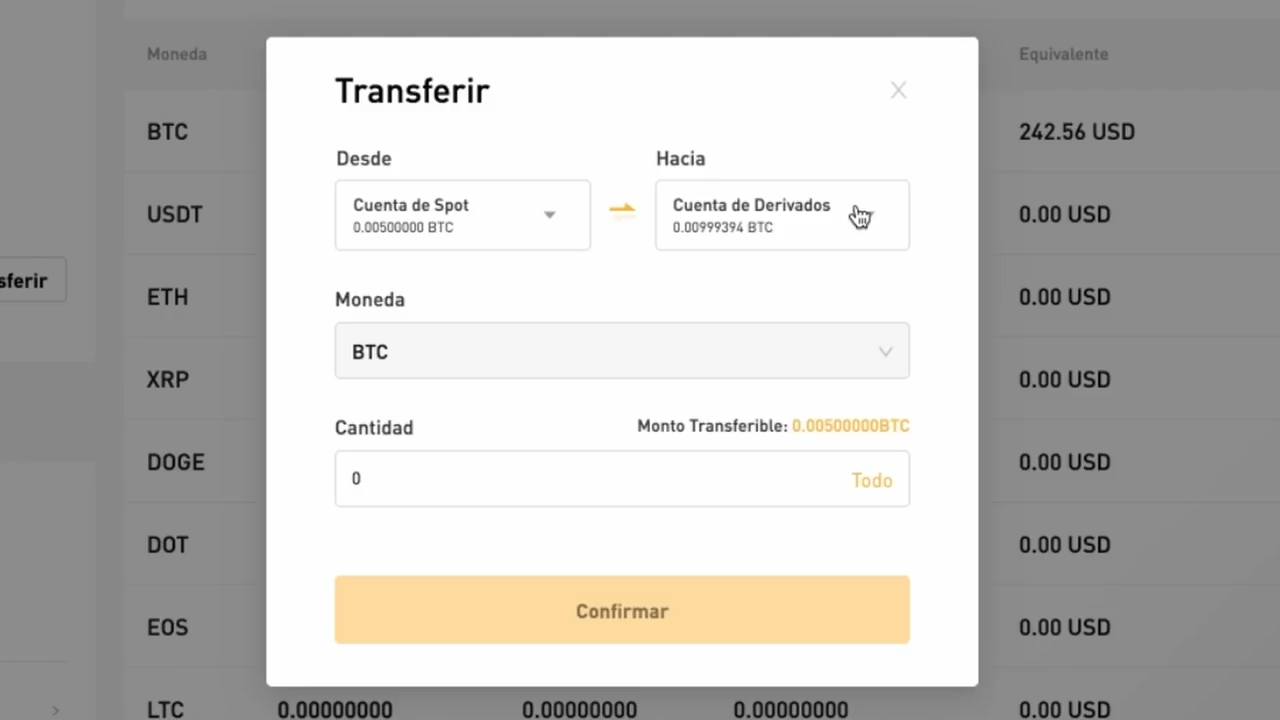 Moneda
Equivalente
Transferir
Desde
Hacia
Cuenta de Spot
0.00500000 BTC
Cuenta de Derivados
0.00999394 BTC
Moneda
BTC
Cantidad
Monto Transferible: 0.00500000BTC
0
Todo
Confirmar
BTC
242.56 USD
USDT
0.00 USD
sferir
ETH
0.00 USD
XRP
0.00 USD
DOGE
0.00 USD
DOT
0.00 USD
EOS
0.00 USD
LTC
0.00000000
0.00000000
0.00000000
0.00 USD